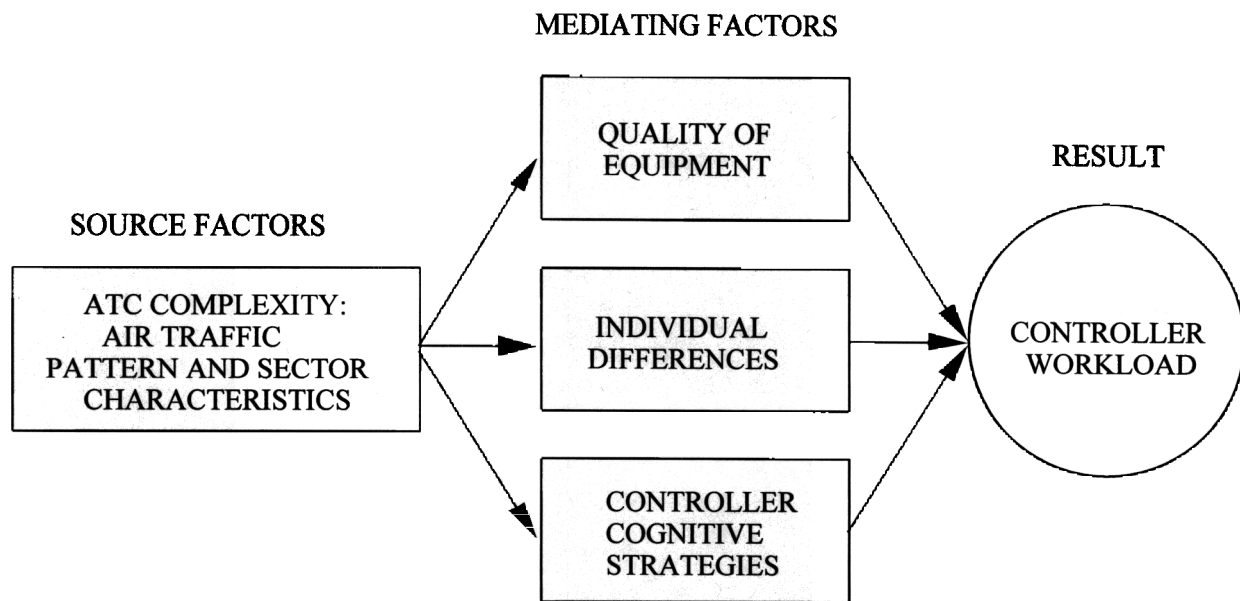 MEDIATING FACTORS
QUALITY OF
EQUIPMENT
RESULT
SOURCE FACTORS
ATC COMPLEXITY:
AIR TRAFFIC
PATTERN AND SECTOR
CHARACTERISTICS
INDIVIDUAL
DIFFERENCES
CONTROLLER
WORKLOAD
CONTROLLER
COGNITIVE
STRATEGIES